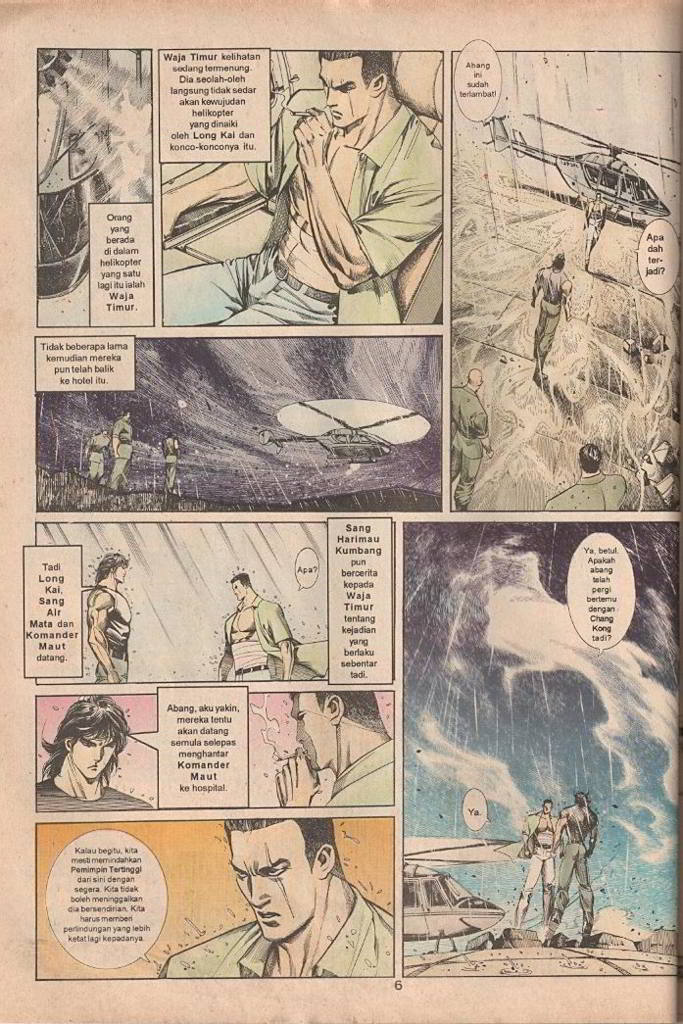 Orang
yang
berada
di dalam
helikopter
yang satu
lagi itu ialah
Waja
Timur.
Waja Timur kelihatan
sedang termenung.
Dia seolah-oleh
langsung tidak sedar
akan kewujudan
helikopter
yang dinaiki
oleh Long Kai dan
konco-konconya itu.
Abang
ini
sudah
terlambat!
Apa
dah
ter-
jadi?
Tidak beberapa lama
kemudian mereka
pun telah balik
ke hotel itu.
Tadi
Long
Kai,
Sang
Air
Mata dan
Komander
Maut
datang.
Apa?
Sang
Harimau
Kumbang
pun
bercerita
kepada
Waja
Timur
tentang
kejadian
yang
berlaku
sebentar
tadi.
Abang, aku yakin,
mereka tentu
akan datang
semula selepas
menghantar
Komander
Maut
ke hospital.
Kalau begitu, kita
mesti memindahkan
Pemimpin Tertinggi
dari sini dengan
segera. Kita tidak
boleh meninggalkan
dia bersendirian. Kita
harus memberi
perlindungan yang lebih
ketat lagi kepadanya.
Ya, betul.
Apakah
abang
telah
pergi
bertemu
dengan
Chang
Kong
tadi?
Ya.
6